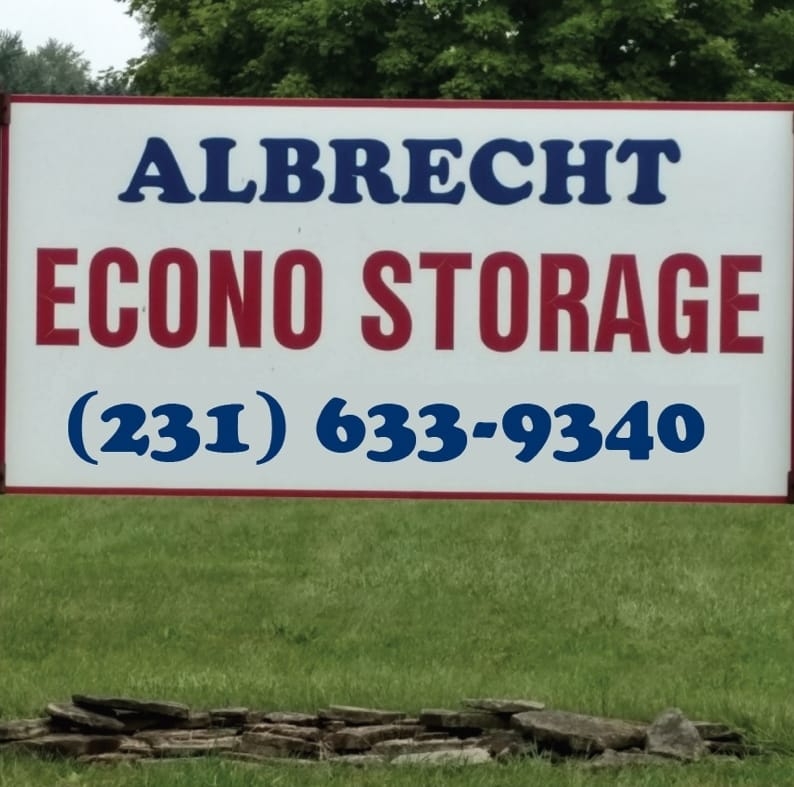 ALBRECHT
ECONO STORAGE
(231) 633-9340